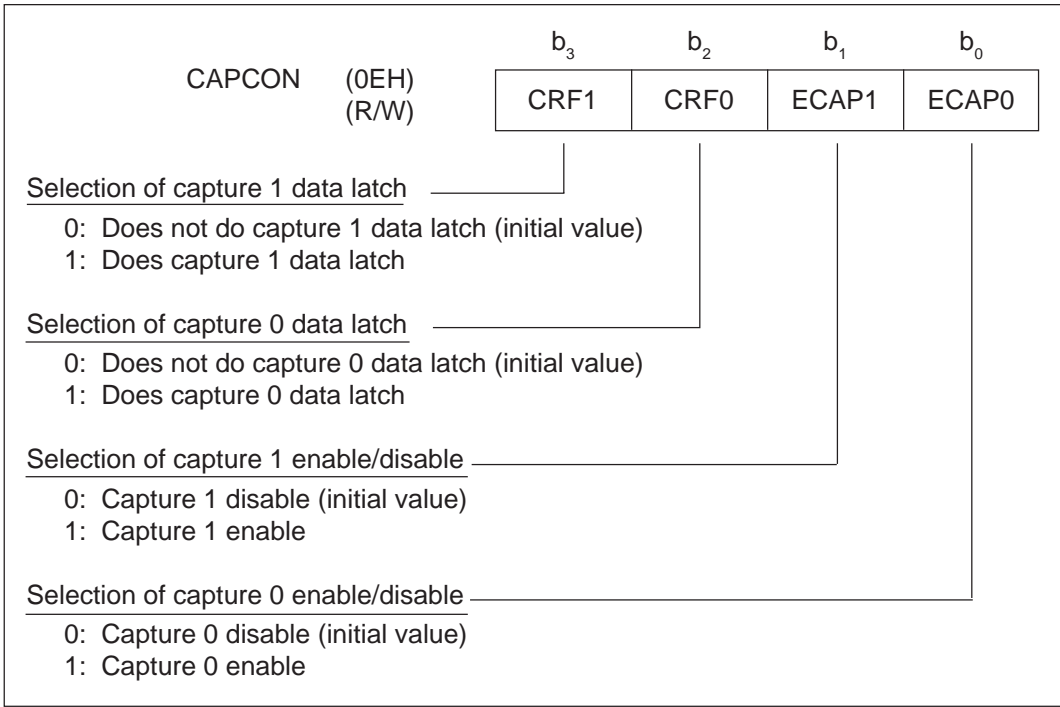 b3 b2 b1 b0
CAPCON (0EH)
(R/W)
CRF1 CRF0 ECAP1 ECAP0
Selection of capture 1 data latch
0: Does not do capture 1 data latch (initial value)
1: Does capture 1 data latch
Selection of capture 0 data latch
0: Does not do capture 0 data latch (initial value)
1: Does capture 0 data latch
Selection of capture 1 enable/disable
0: Capture 1 disable (initial value)
1: Capture 1 enable
Selection of capture 0 enable/disable
0: Capture 0 disable (initial value)
1: Capture 0 enable